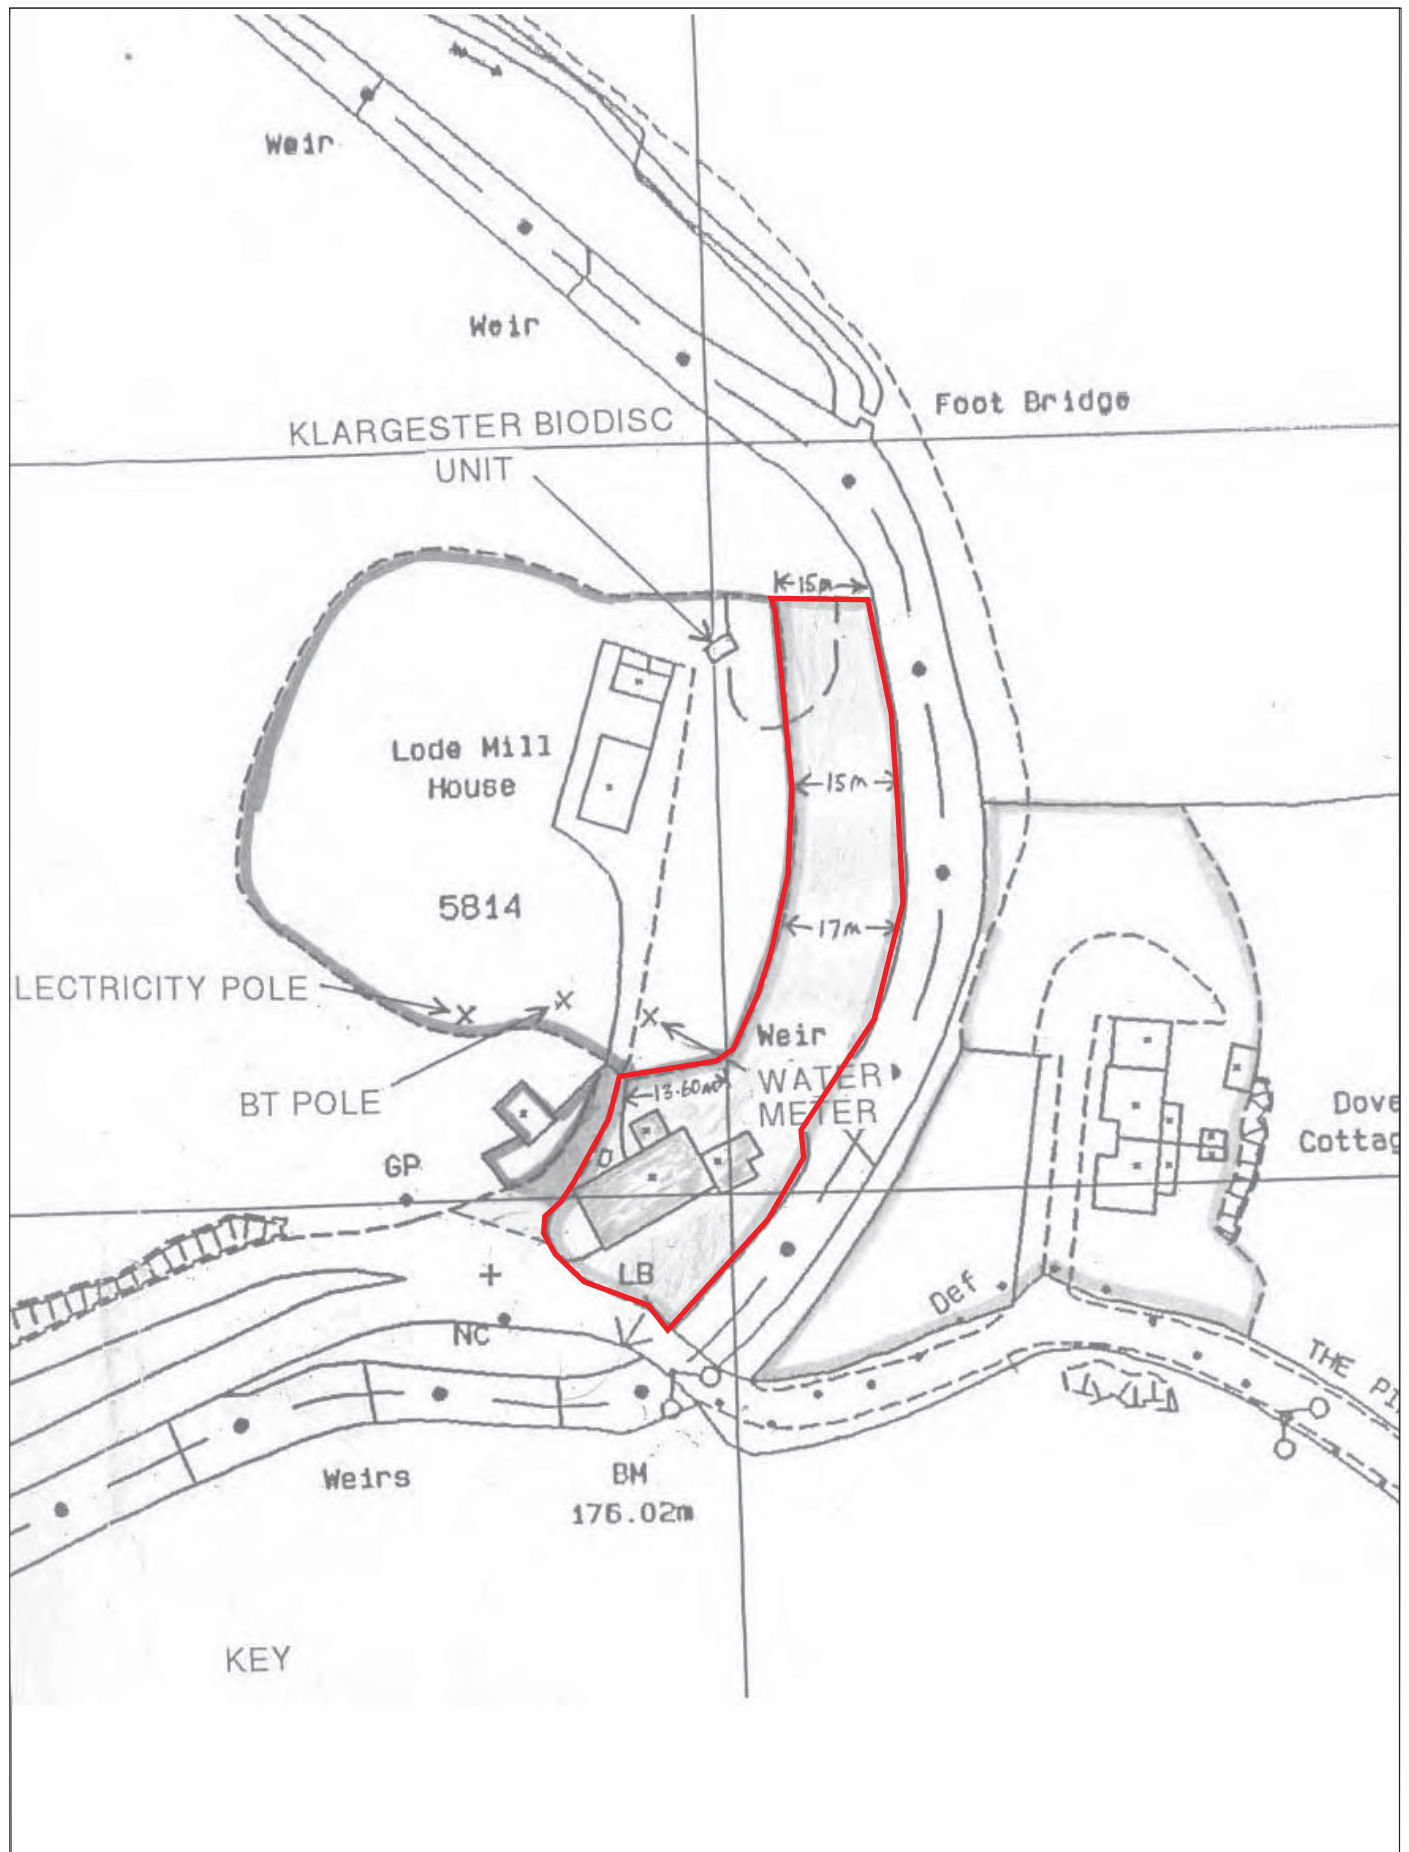 Weir
Weir
Foot Bridge
KLARGESTER BIODISC
UNIT
15m
Lode Mill
House
15m
5814
17m
LECTRICITY POLE
Weir
WATER
METER
13.60m
BT POLE
Dove
Cottag
GP
LB
Def
NC
THE PI
Weirs
BM
176.02m
KEY